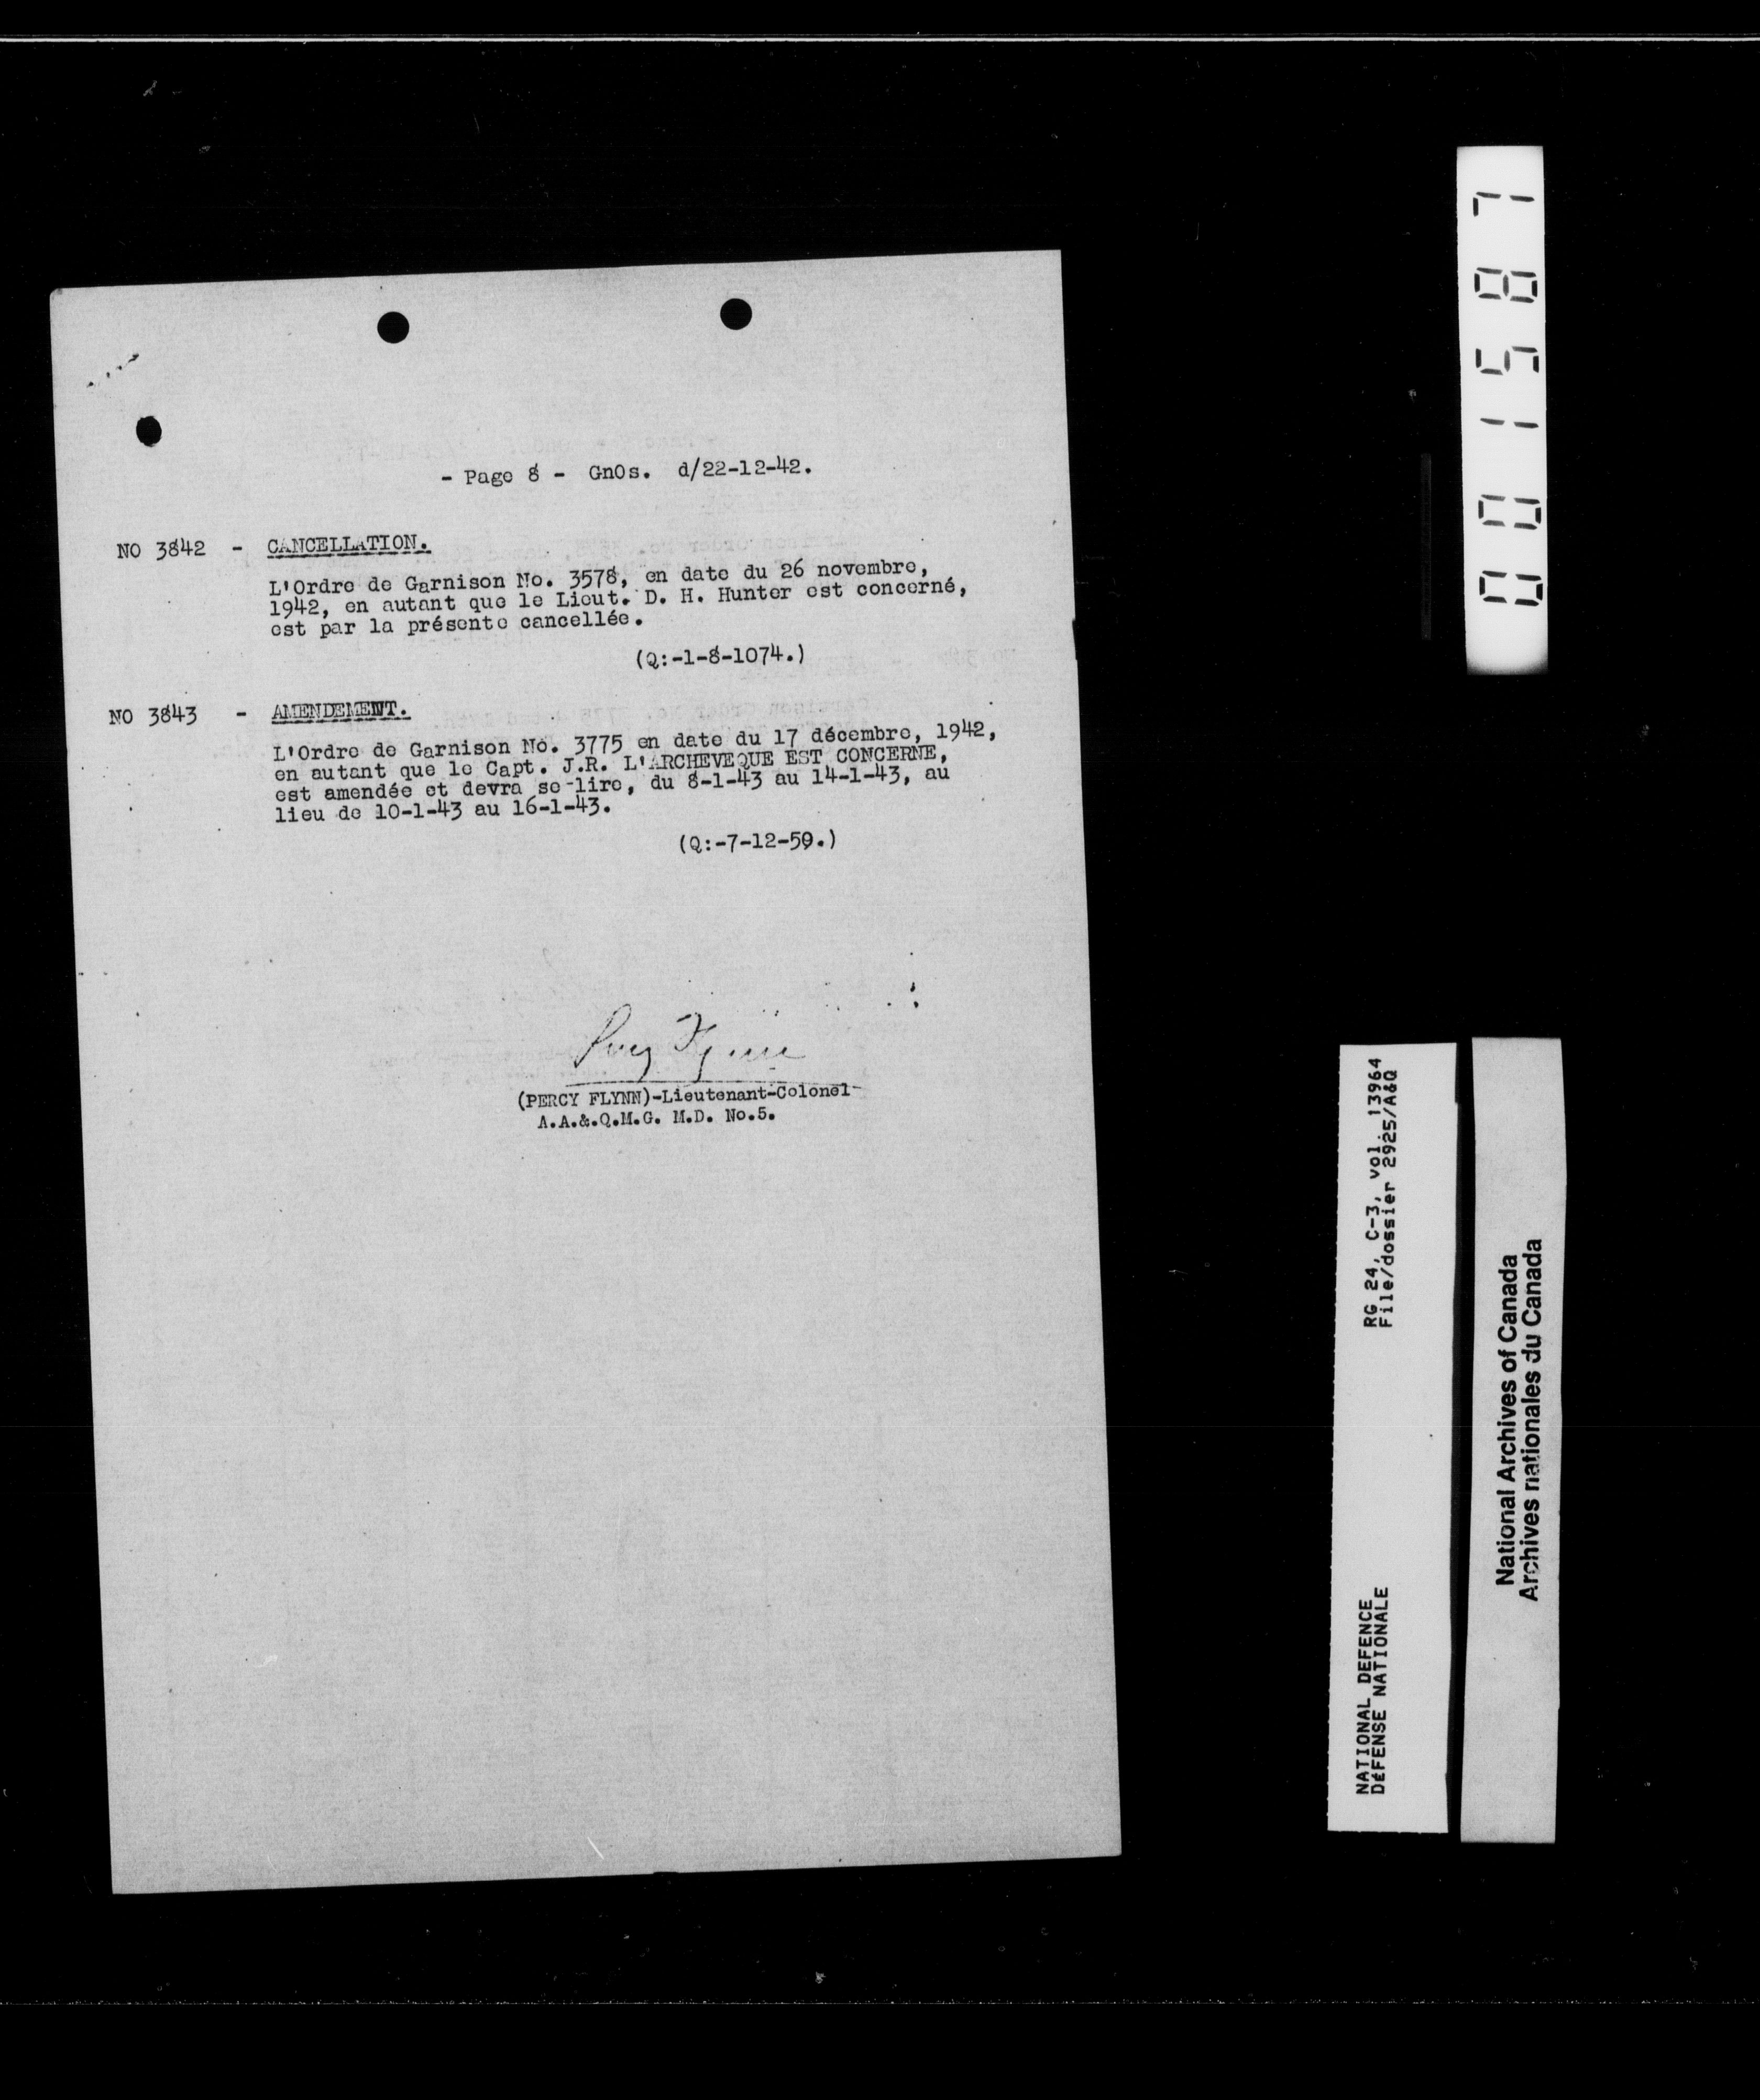 - Page 8 - GnOs. d/22-12-42.
NO 3842 - CANCELLATION.
L'Ordre de Garnison No. 3578, en date du 26 novembre,
1942, en autant que le Lieut. D. H. Hunter est concerné,
est par la présente cancellée.
(Q:-1-8-1074.)
NO 3843 - AMENDEMENT.
L'Ordre de Garnison No. 3775 en date du 17 décembre, 1942,
en autant que le Capt. J.R. L'ARCHEVEQUE EST CONCERNE,
est amendée et devra se-lire, du 8-1-43 au 14-1-43, au
lieu de 10-1-43 au 16-1-43.
(Q:-7-12-59.)
Percy Flynn
(PERCY FLYNN)-Lieutenant-Colonel
A.A.&.Q.M.G. M.D. No.5.
001587
RG 24, C-3, vol. 13964
File/dossier 2925/A&Q
NATIONAL DEFENCE
DÉFENSE NATIONALE
National Archives of Canada
Archives nationales du Canada